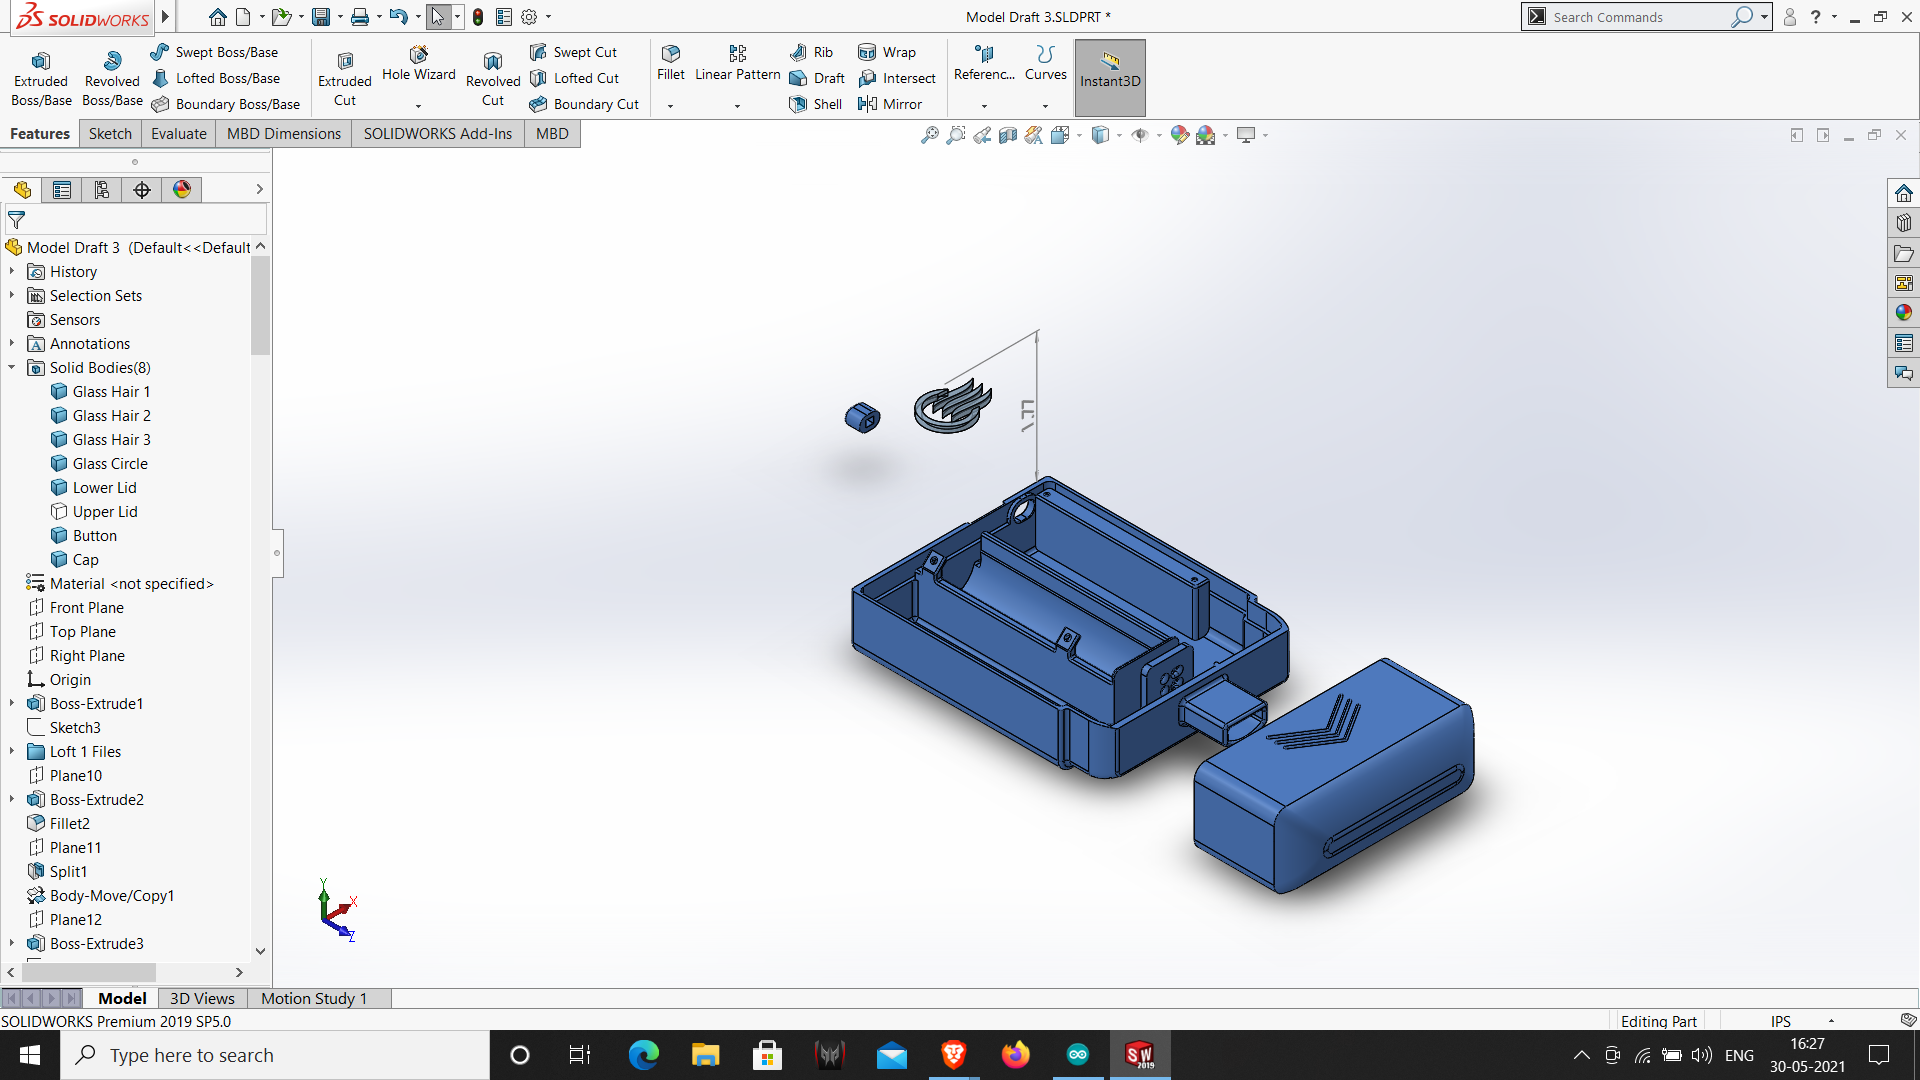 SOLIDWORKS
Model Draft 3.SLDPRT *
Search Commands
Extruded Boss/Base
Revolved Boss/Base
Swept Boss/Base
Lofted Boss/Base
Boundary Boss/Base
Extruded Cut
Hole Wizard
Revolved Cut
Swept Cut
Lofted Cut
Boundary Cut
Fillet
Linear Pattern
Rib
Draft
Shell
Wrap
Intersect
Mirror
Referenc...
Curves
Instant3D
Features
Sketch
Evaluate
MBD Dimensions
SOLIDWORKS Add-Ins
MBD
Model Draft 3 (Default<<Default
History
Selection Sets
Sensors
Annotations
Solid Bodies(8)
Glass Hair 1
Glass Hair 2
Glass Hair 3
Glass Circle
Lower Lid
Upper Lid
Button
Cap
Material <not specified>
Front Plane
Top Plane
Right Plane
Origin
Boss-Extrude1
Sketch3
Loft 1 Files
Plane10
Boss-Extrude2
Fillet2
Plane11
Split1
Body-Move/Copy1
Plane12
Boss-Extrude3
Y
X
Z
Model
3D Views
Motion Study 1
SOLIDWORKS Premium 2019 SP5.0
Editing Part
IPS
Type here to search
SW
2019
ENG
16:27
30-05-2021